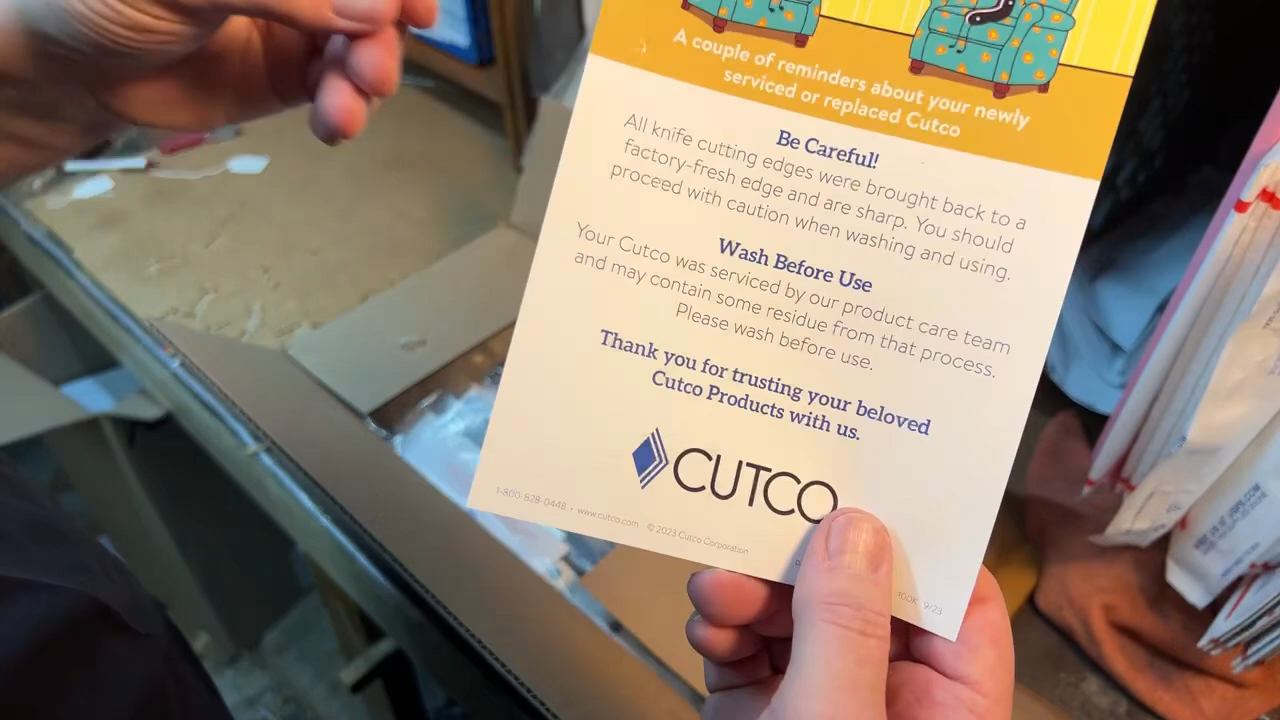 A couple of reminders about your newly
serviced or replaced Cutco
Be Careful!
All knife cutting edges were brought back to a
factory-fresh edge and are sharp. You should
proceed with caution when washing and using.
Wash Before Use
Your Cutco was serviced by our product care team
and may contain some residue from that process.
Please wash before use.
Thank you for trusting your beloved
Cutco Products with us.
CUTCO
1-800-828-0448 • www.cutco.com © 2023 Cutco Corporation
100K 9/23